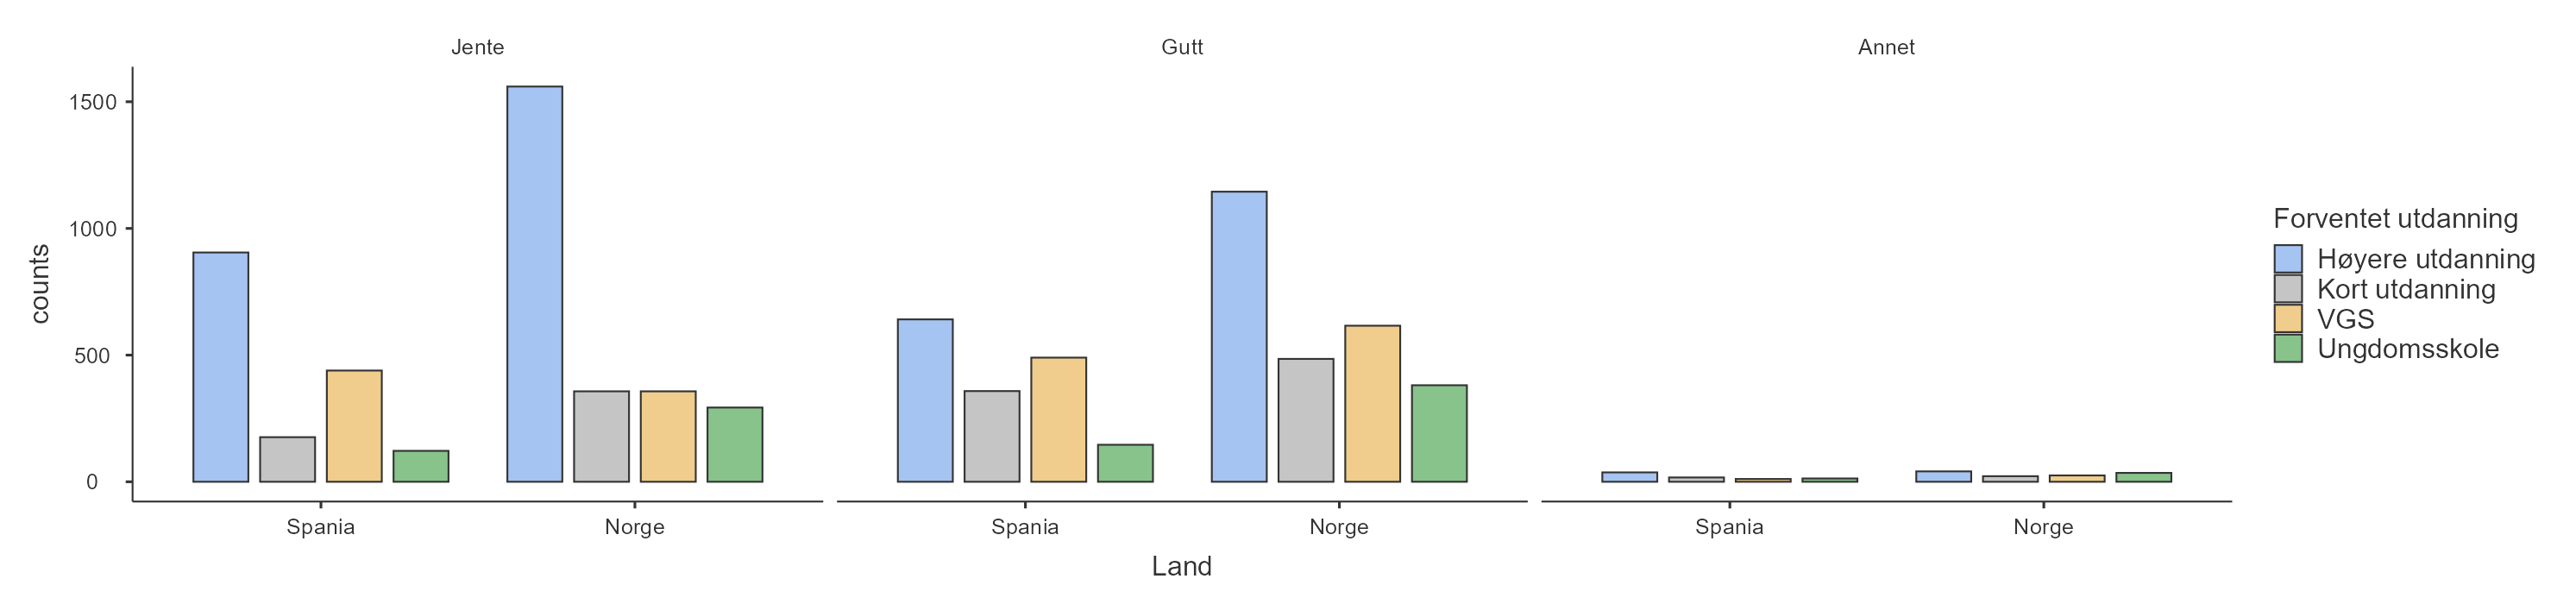 Jente
Gutt
Annet
1500
1000
500
0
counts
Spania
Norge
Spania
Norge
Spania
Norge
Land
Forventet utdanning
Høyere utdanning
Kort utdanning
VGS
Ungdomsskole